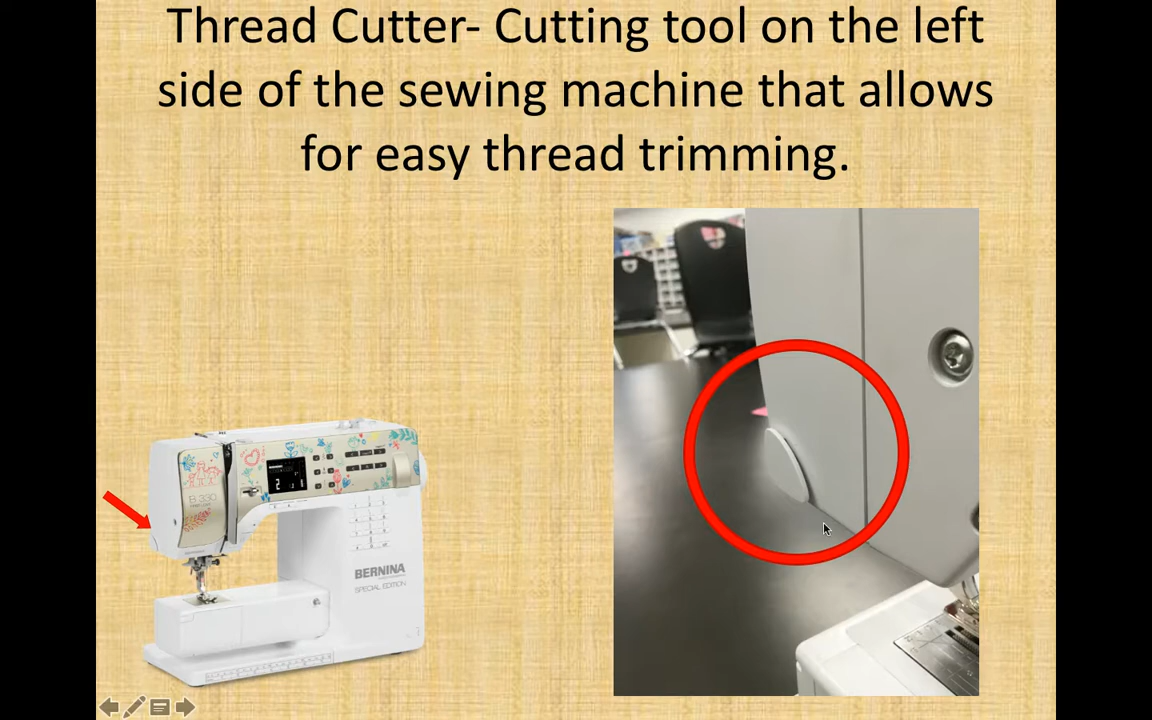 Thread Cutter- Cutting tool on the left
side of the sewing machine that allows
for easy thread trimming.
B 330
BERNINA
SPECIAL EDITION